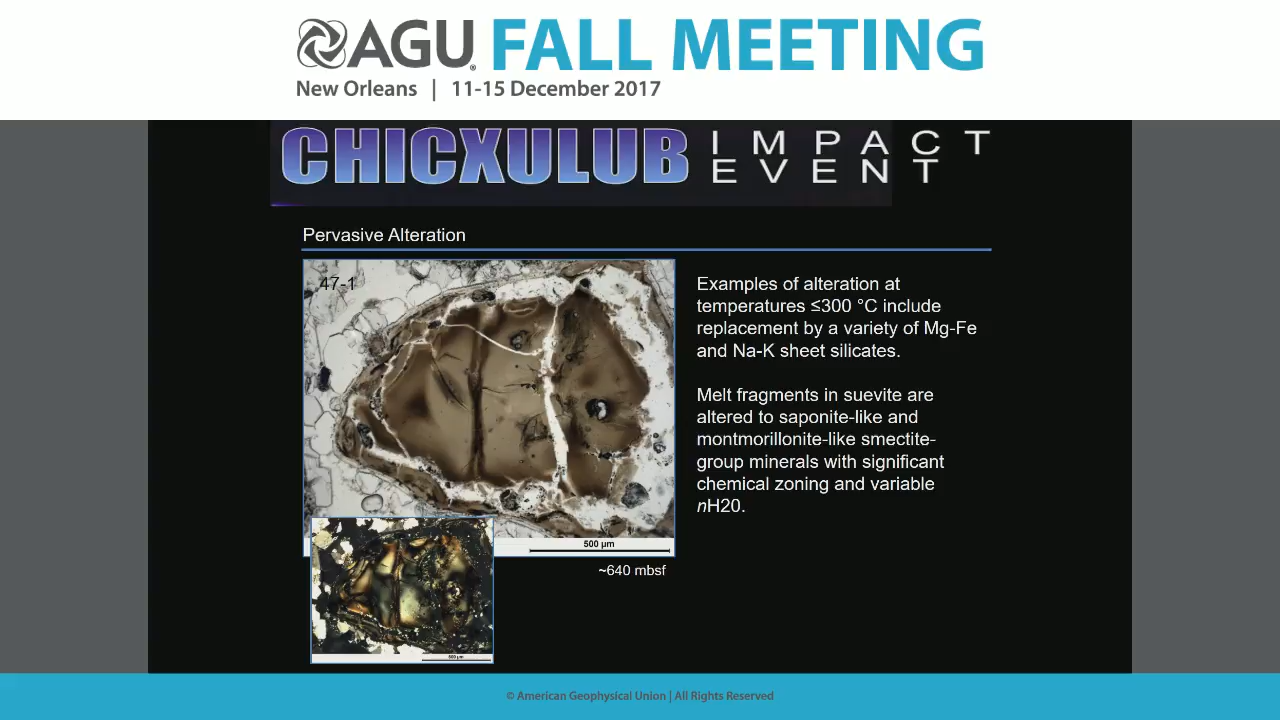 AGU FALL MEETING
New Orleans | 11-15 December 2017
CHICXULUB IMPACT EVENT
Pervasive Alteration
47-1
Examples of alteration at
temperatures ≤300 °C include
replacement by a variety of Mg-Fe
and Na-K sheet silicates.
Melt fragments in suevite are
altered to saponite-like and
montmorillonite-like smectite-
group minerals with significant
chemical zoning and variable
nH20.
500 µm
~640 mbsf
500 µm
© American Geophysical Union | All Rights Reserved